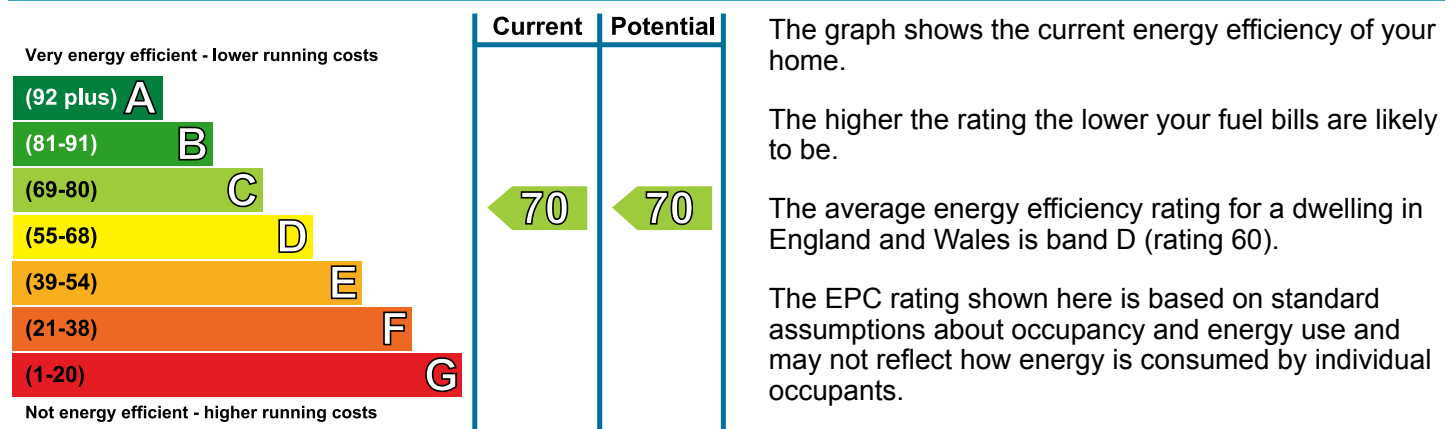 Current Potential
Very energy efficient - lower running costs
(92 plus) A
(81-91) B
(69-80) C
(55-68) D
(39-54) E
(21-38) F
(1-20) G
Not energy efficient - higher running costs
70 70
The graph shows the current energy efficiency of your
home.
The higher the rating the lower your fuel bills are likely
to be.
The average energy efficiency rating for a dwelling in
England and Wales is band D (rating 60).
The EPC rating shown here is based on standard
assumptions about occupancy and energy use and
may not reflect how energy is consumed by individual
occupants.